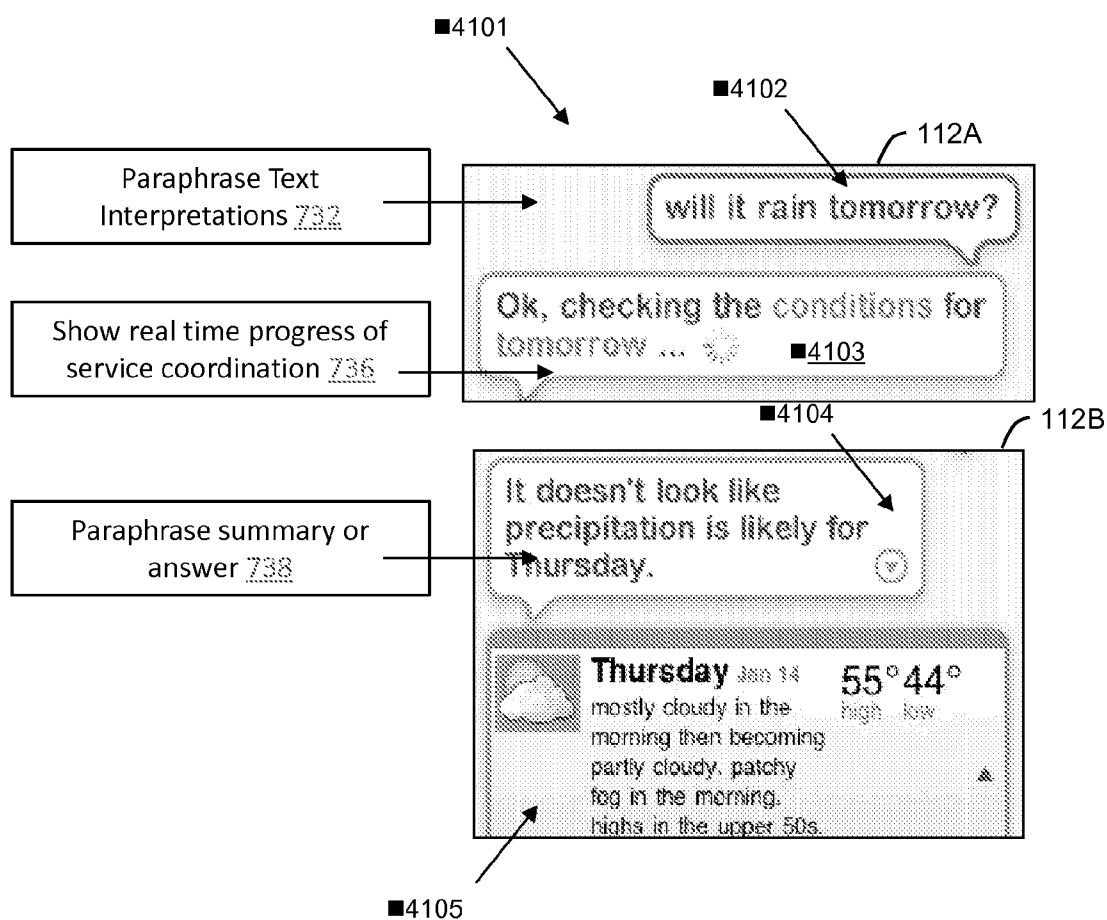 ■4101
■4102
112A
Paraphrase Text
Interpretations 732
will it rain tomorrow?
Show real time progress of
service coordination 736
Ok, checking the conditions for
tomorrow ...
■4103
■4104
112B
Paraphrase summary or
answer 738
It doesn't look like
precipitation is likely for
Thursday.
Thursday Jan 14
55° 44°
high low
mostly cloudy in the
morning then becoming
partly cloudy. patchy
fog in the morning.
highs in the upper 50s.
■4105